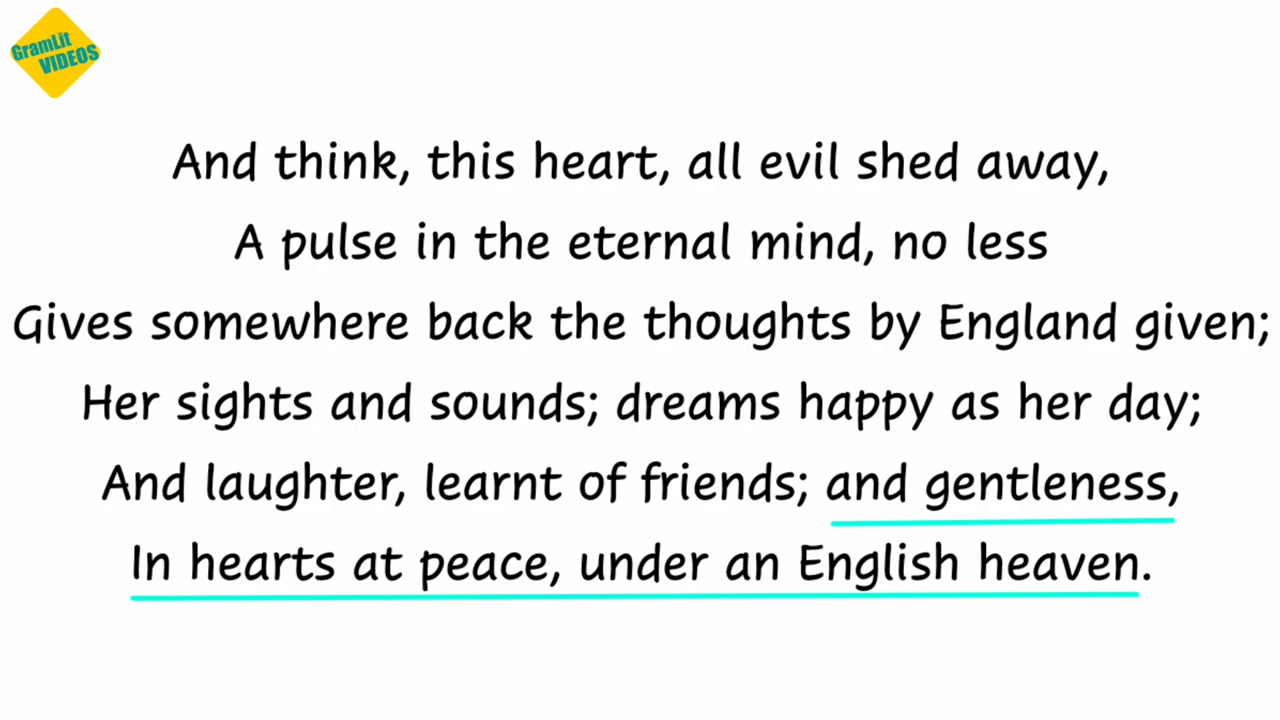 GramLit
VIDEOS
And think, this heart, all evil shed away,
A pulse in the eternal mind, no less
Gives somewhere back the thoughts by England given;
Her sights and sounds; dreams happy as her day;
And laughter, learnt of friends; and gentleness,
In hearts at peace, under an English heaven.